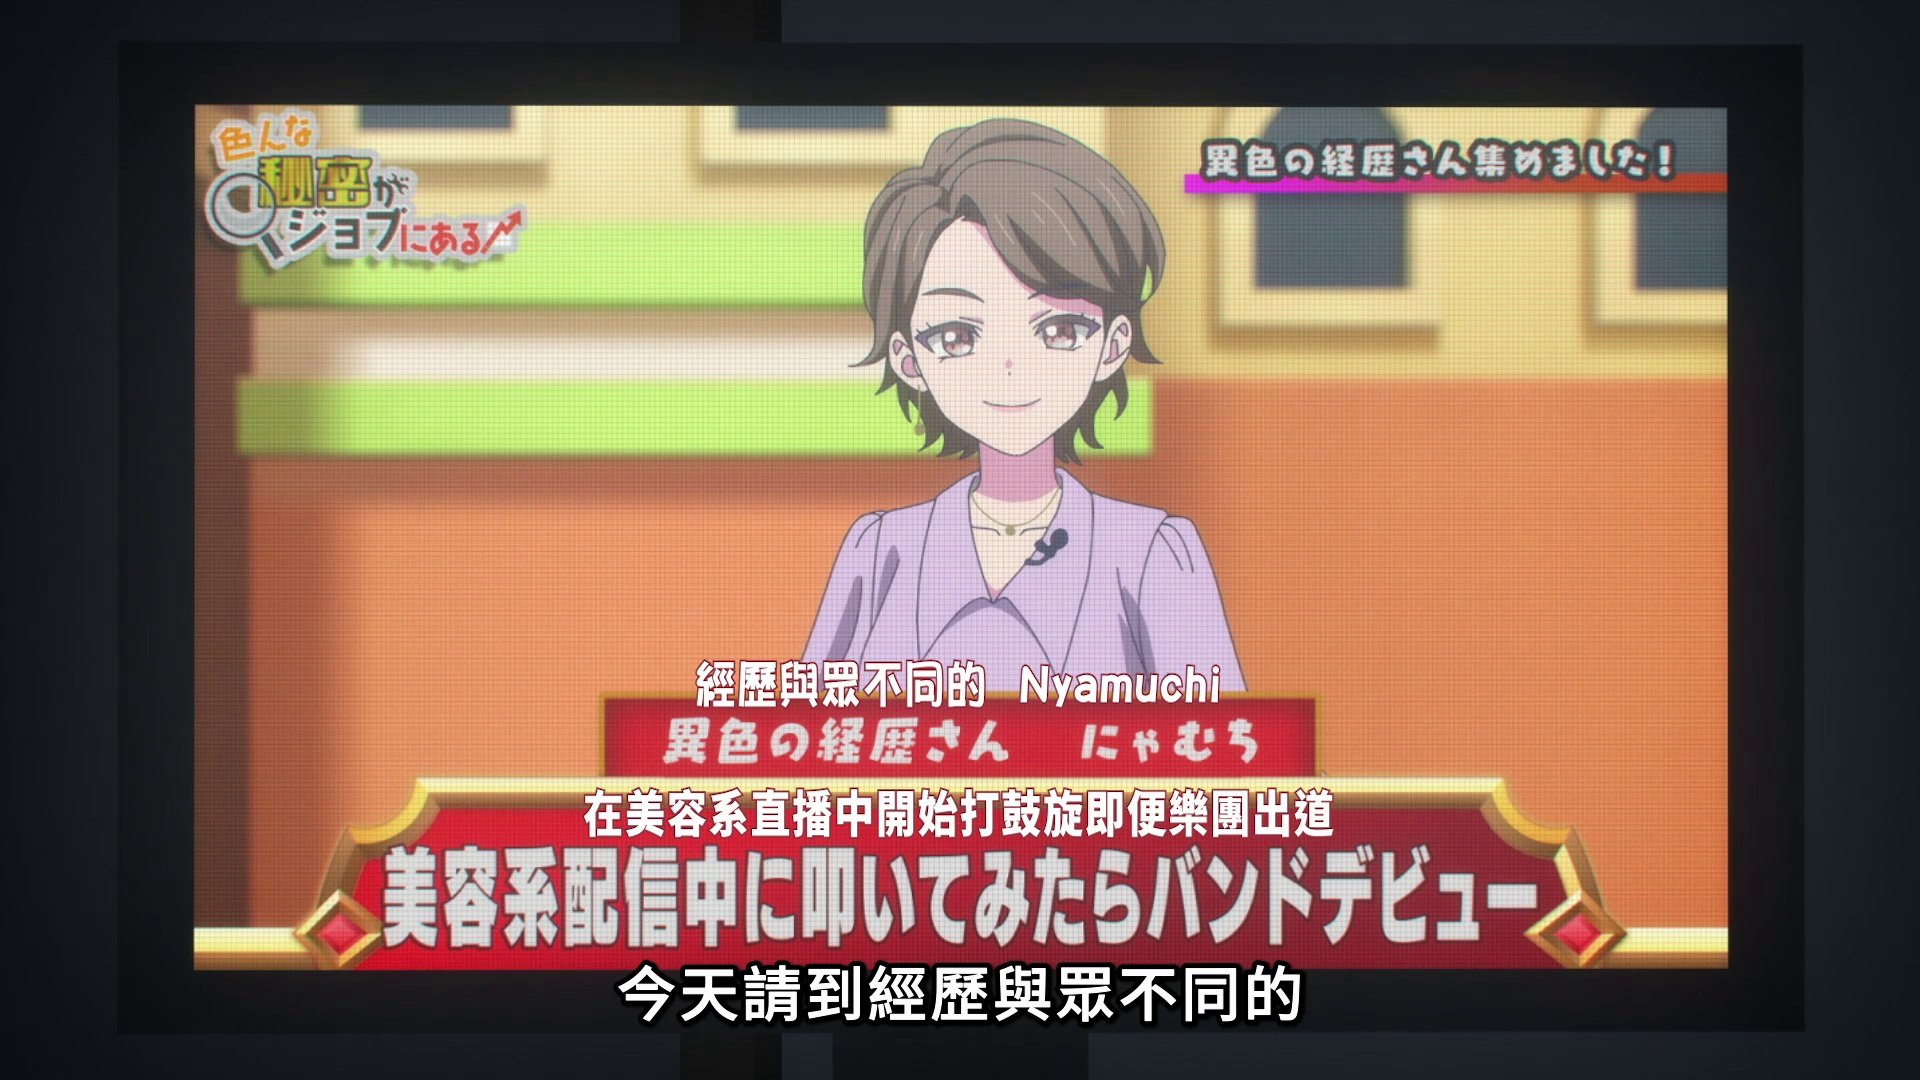 色んな
秘密が
ジョブにある
異色の経歴さん集めました!
經歷與眾不同的 Nyamuchi
異色の経歴さん にゃむち
在美容系直播中開始打鼓旋即便樂團出道
美容系配信中に叩いてみたらバンドデビュー
今天請到經歷與眾不同的